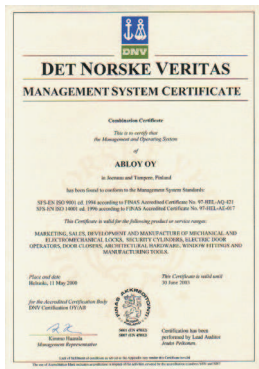 DNV
DET NORSKE VERITAS
MANAGEMENT SYSTEM CERTIFICATE
Combination Certificate
This is to certify that
the Management and Operating System
of
ABLOY OY
in Joensuu and Tampere, Finland
has been found to conform to the Management System Standards:
SFS-EN ISO 9001 ed. 1994 according to FINAS Accredited Certificate No. 97-HEL-AQ-421
SFS-EN ISO 14001 ed. 1996 according to FINAS Accredited Certificate No. 97-HEL-AE-017
This Certificate is valid for the following product or service ranges:
MARKETING, SALES, DEVELOPMENT AND MANUFACTURE OF MECHANICAL AND
ELECTROMECHANICAL LOCKS, SECURITY CYLINDERS, ELECTRIC DOOR
OPERATORS, DOOR CLOSERS, ARCHITECTURAL HARDWARE, WINDOW FITTINGS AND
MANUFACTURING TOOLS.
Place and date
Helsinki, 11 May 2000
This Certificate is valid until:
30 June 2003
for the Accredited Certification Body
DNV Certification OY/AB
Management Representative
Certification has been
performed by Lead Auditor